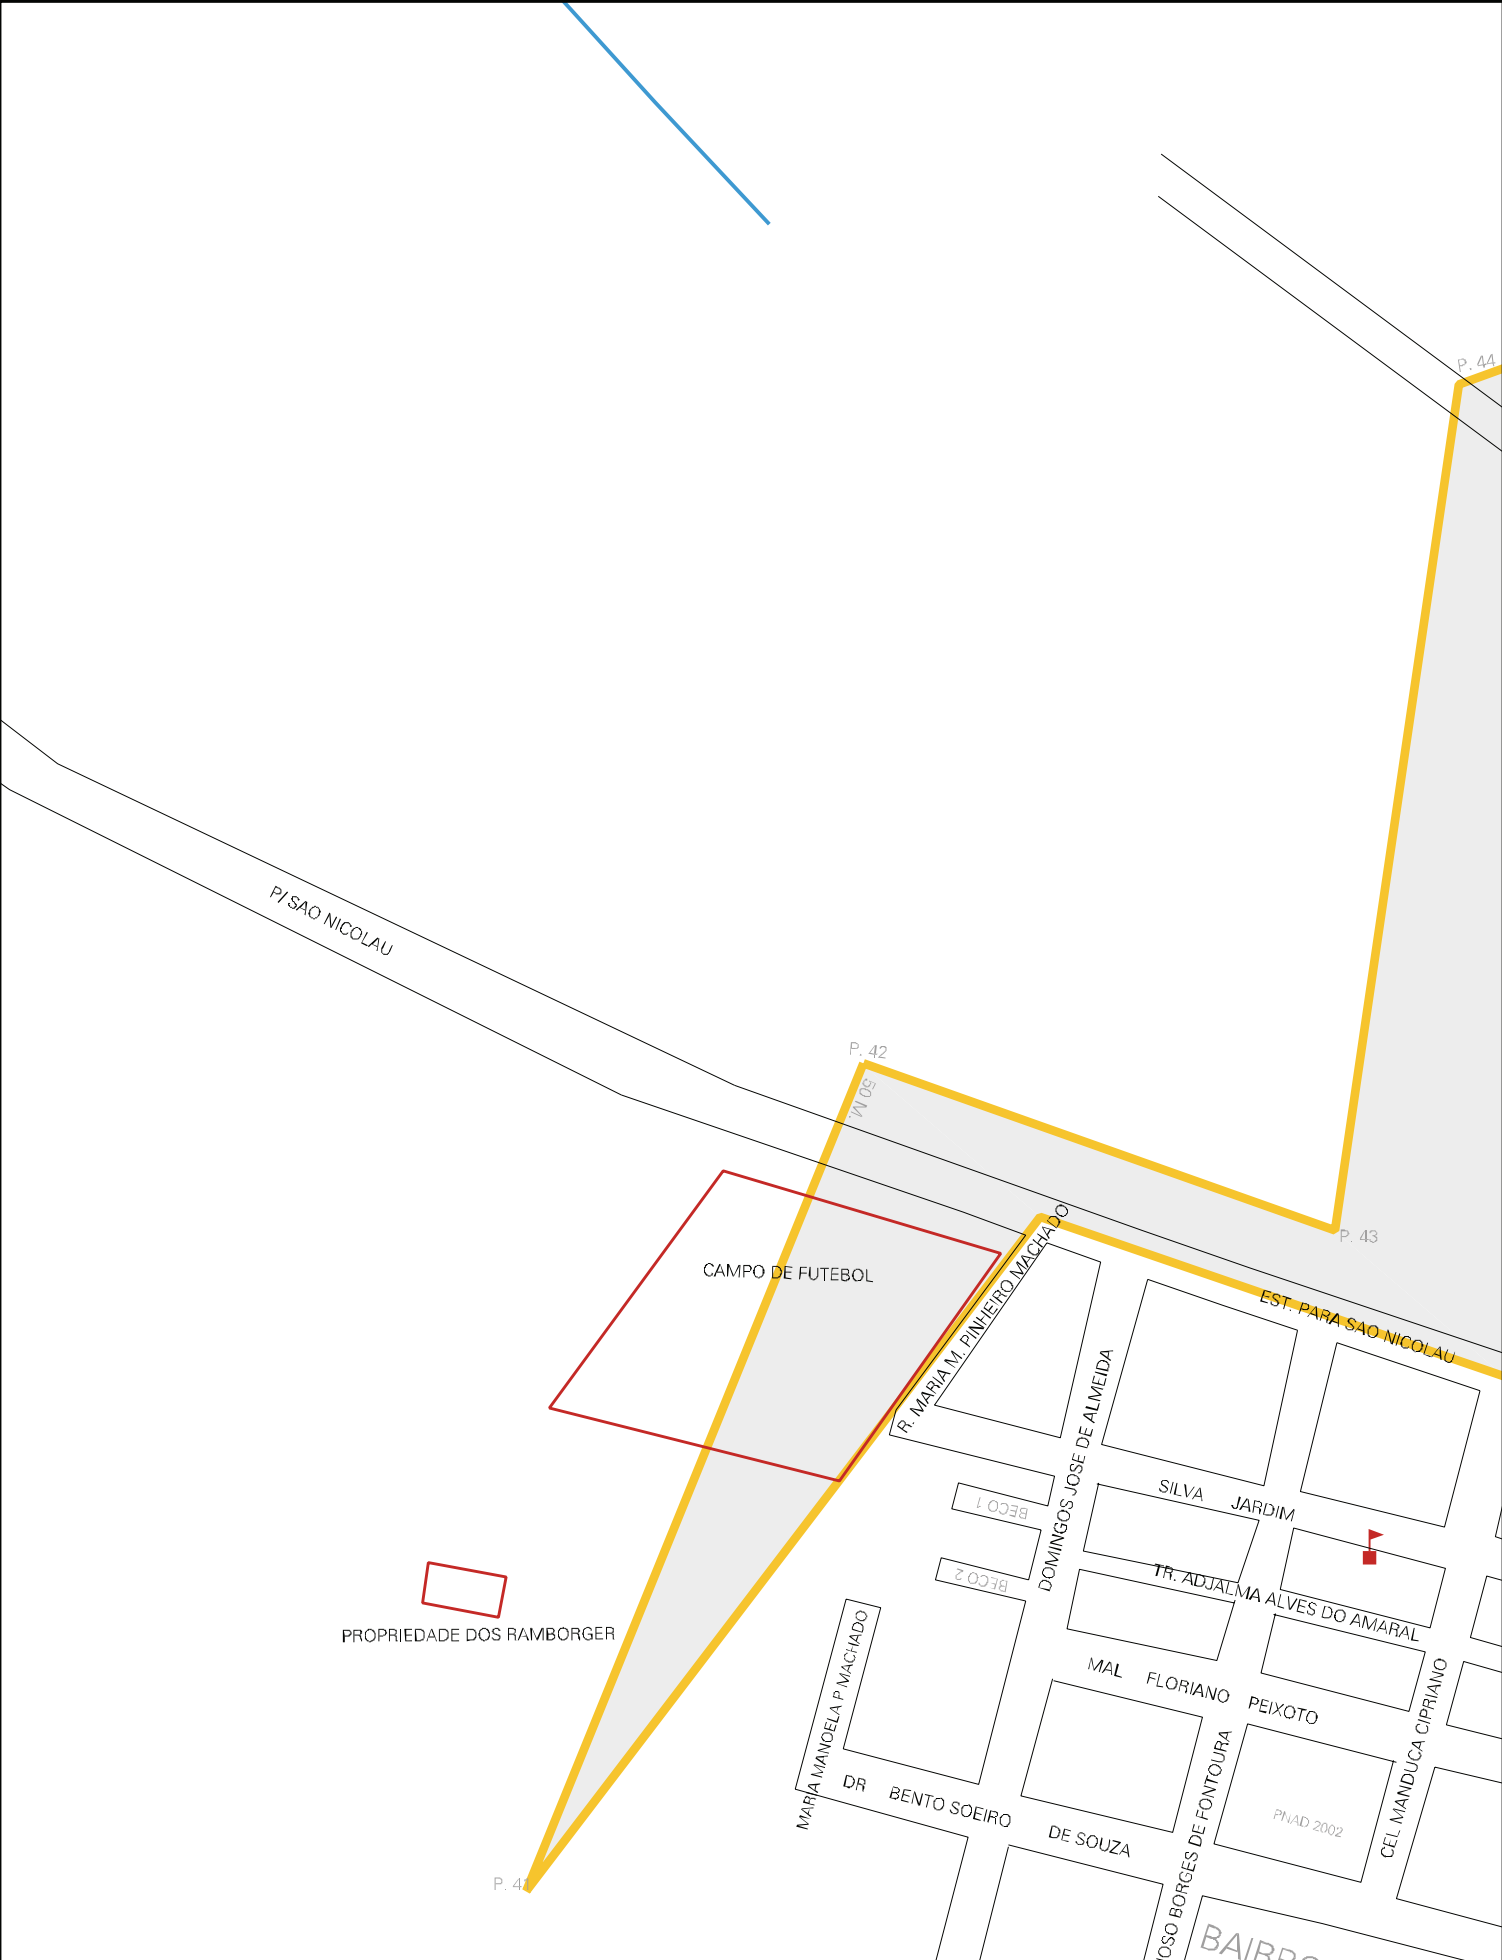 P. 44
P/ SAO NICOLAU
P. 42
50 M.
P. 43
R. MARIA M. PINHEIRO MACHADO
CAMPO DE FUTEBOL
EST. PARA SAO NICOLAU
DOMINGOS JOSE DE ALMEIDA
SILVA JARDIM
BECO 1
BECO 2
TR. ADJALMA ALVES DO AMARAL
PROPRIEDADE DOS RAMBORGER
MARIA MANOELA P MACHADO
MAL FLORIANO PEIXOTO
CEL MANDUCA CIPRIANO
DR BENTO SOEIRO DE SOUZA
OSO BORGES DE FONTOURA
PNAD 2002
P. 41
BAIRRO